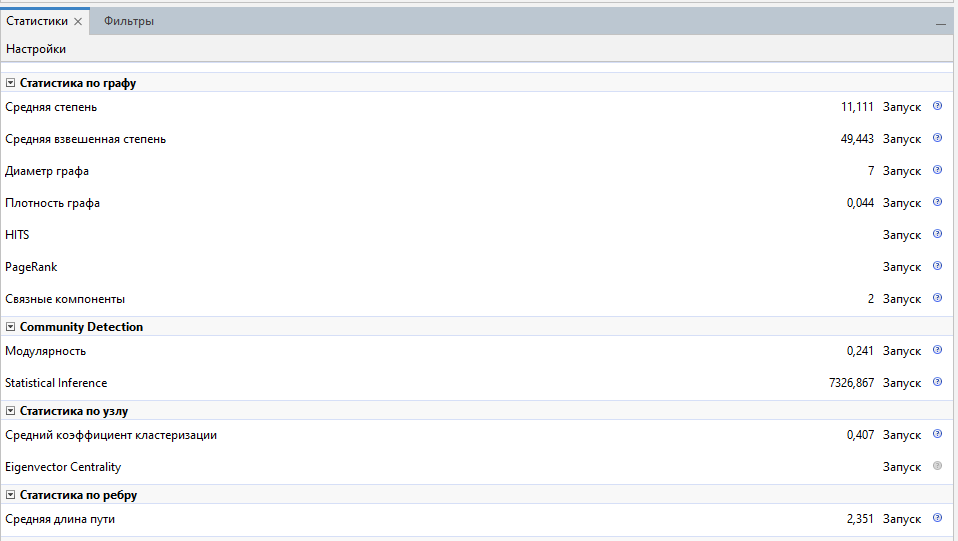 Статистики Фильтры
Настройки
Статистика по графу
Средняя степень 11,111 Запуск
Средняя взвешенная степень 49,443 Запуск
Диаметр графа 7 Запуск
Плотность графа 0,044 Запуск
HITS Запуск
PageRank Запуск
Связные компоненты 2 Запуск
Community Detection
Модулярность 0,241 Запуск
Statistical Inference 7326,867 Запуск
Статистика по узлу
Средний коэффициент кластеризации 0,407 Запуск
Eigenvector Centrality Запуск
Статистика по ребру
Средняя длина пути 2,351 Запуск